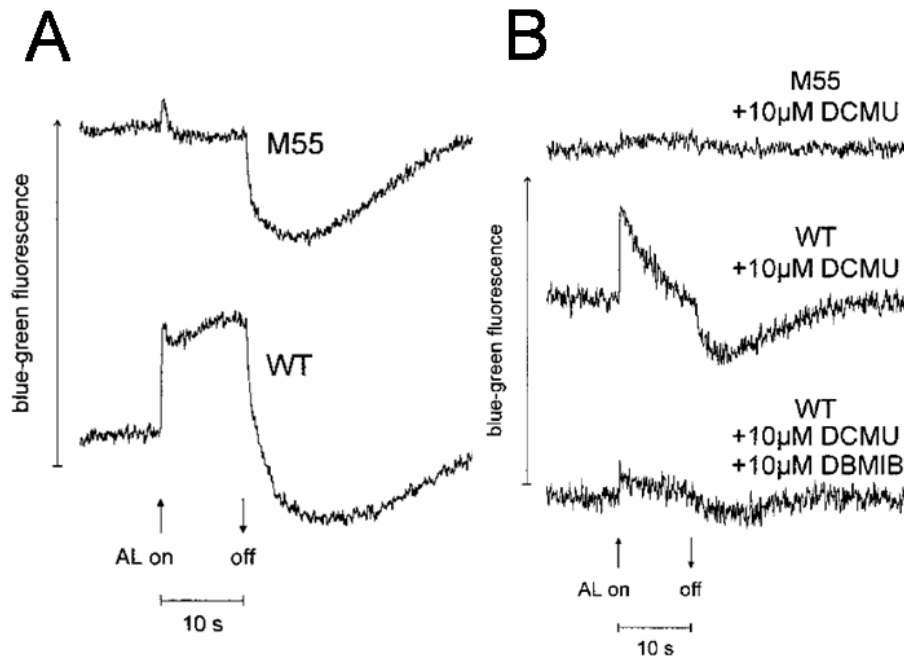 A
blue-green fluorescence
M55
WT
AL on
off
10 s
B
blue-green fluorescence
M55
+10µM DCMU
WT
+10µM DCMU
WT
+10µM DCMU
+10µM DBMIB
AL on
off
10 s